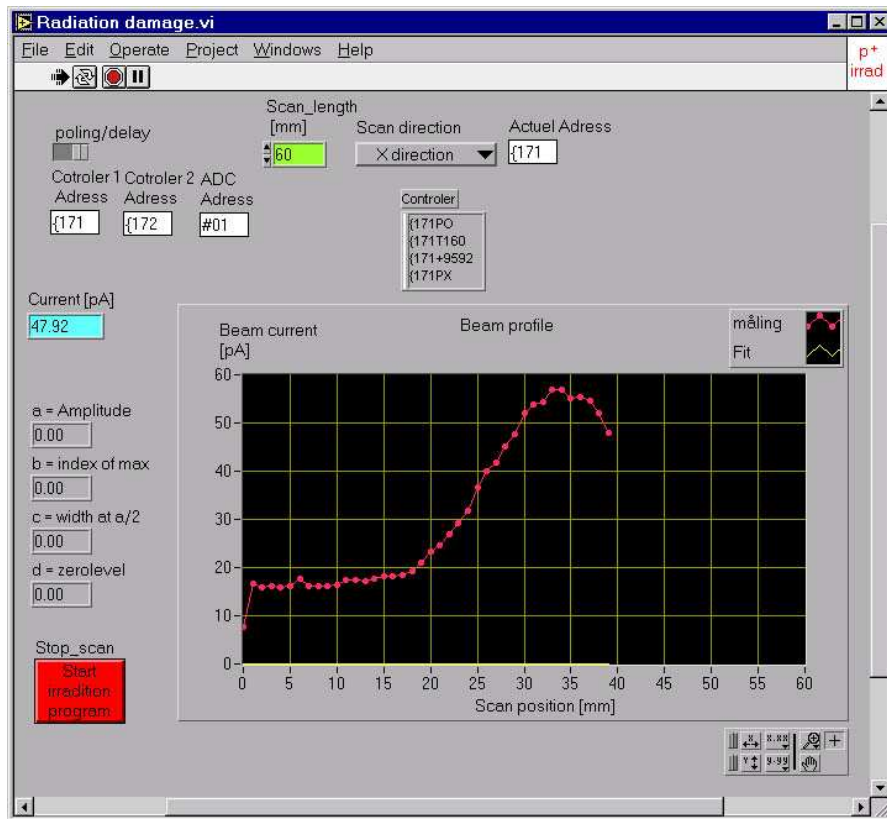 Radiation damage.vi
File Edit Operate Project Windows Help
p+
irrad
Scan_length
[mm]
60
Scan direction
X direction
Actuel Adress
{171
poling/delay
Cotroler 1 Cotroler 2 ADC
Adress Adress Adress
{171 {172 #01
Controler
{171PO
{171T160
{171+9592
{171PX
Current [pA]
47.92
Beam current
[pA]
Beam profile
måling
Fit
60
50
40
30
20
10
0
0 5 10 15 20 25 30 35 40 45 50 55 60
Scan position [mm]
a = Amplitude
0.00
b = index of max
0.00
c = width at a/2
0.00
d = zerolevel
0.00
Stop_scan
Start
irradition
program
X X.XX
Y y.yy